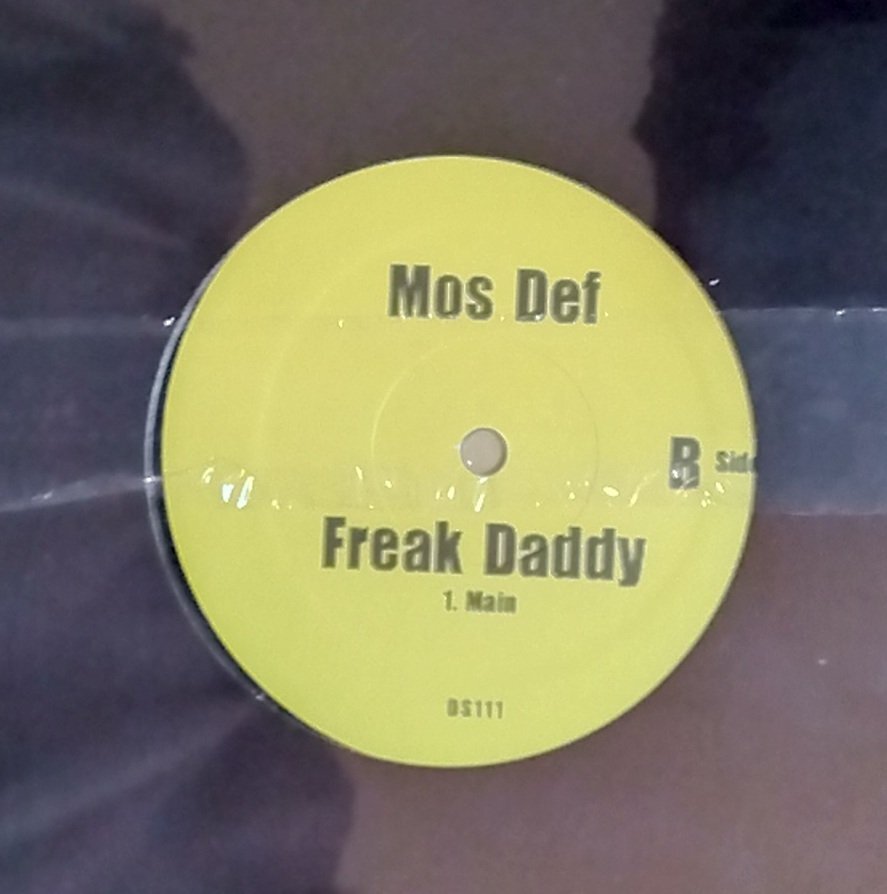 Mos Def
B Side
Freak Daddy
1. Main
DS111